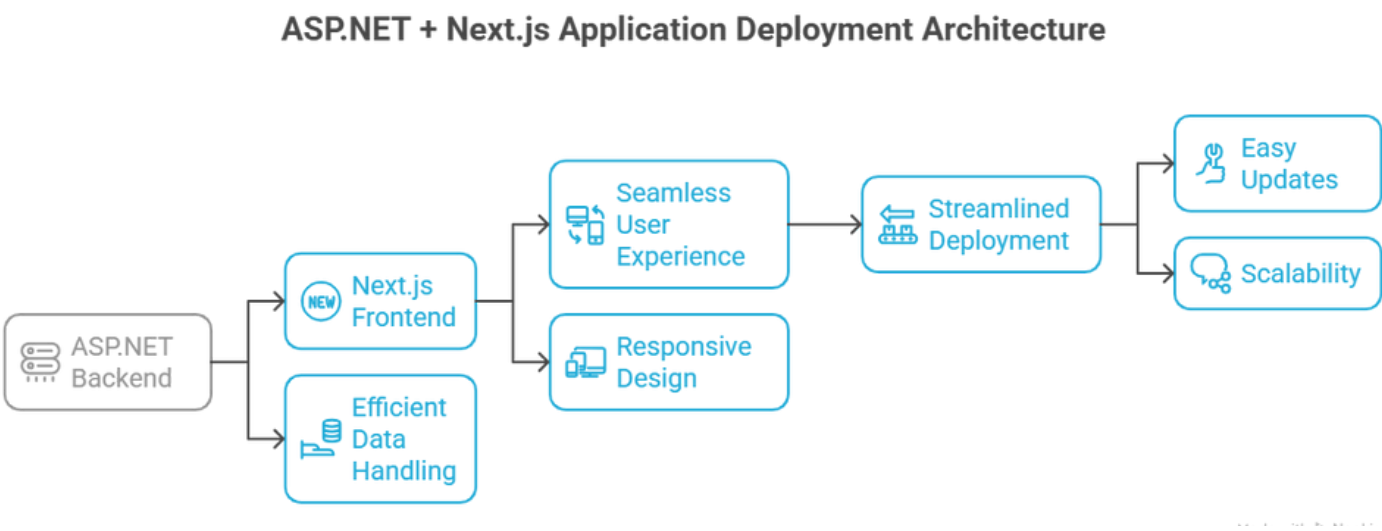 ASP.NET + Next.js Application Deployment Architecture
ASP.NET
Backend
NEW
Next.js
Frontend
Efficient
Data
Handling
Seamless
User
Experience
Responsive
Design
Streamlined
Deployment
Easy
Updates
Scalability